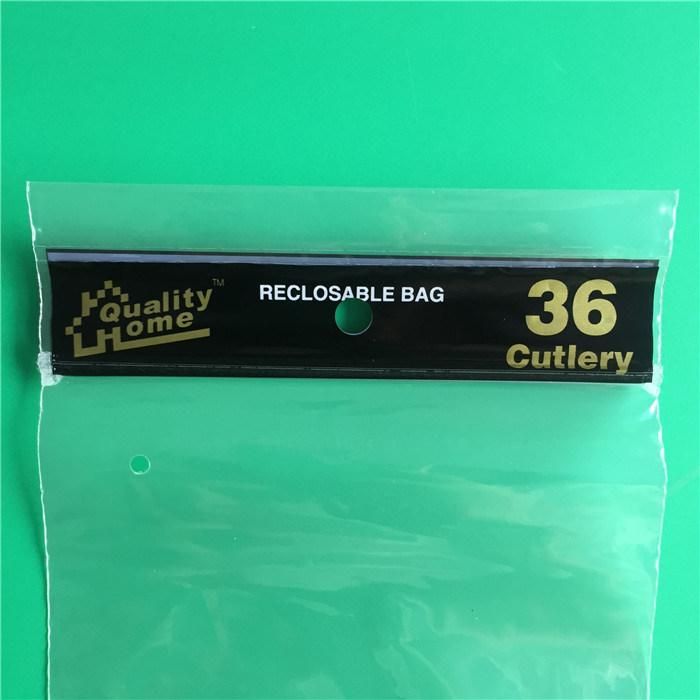 Quality
Home
TM
RECLOSABLE BAG
36
Cutlery